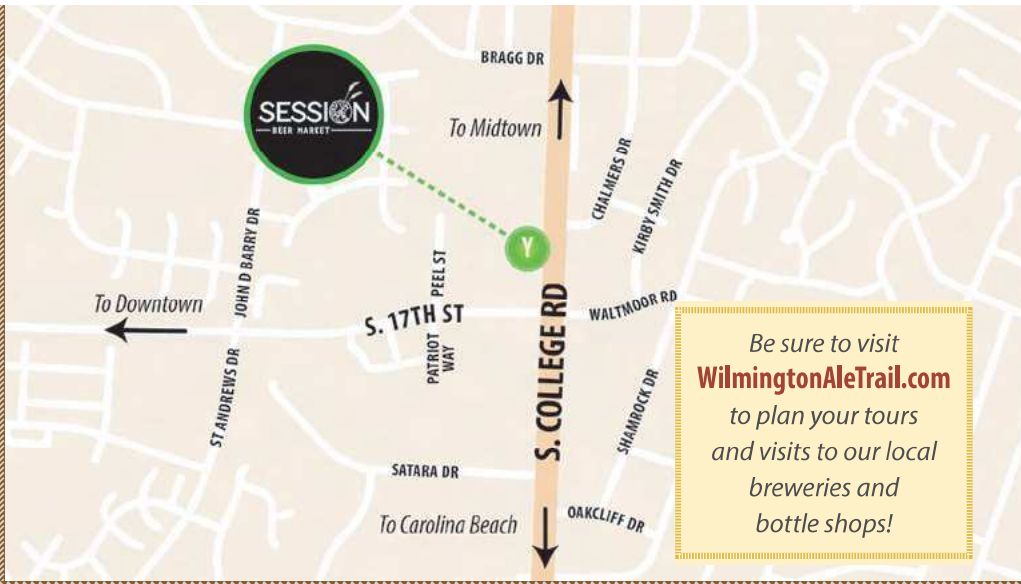 BRAGG DR
SESSION
BEER MARKET
To Midtown
CHALMERS DR
KIRBY SMITH DR
JOHN D BARRY DR
Y
PEEL ST
To Downtown
S. 17TH ST
WALTMOOR RD
S. COLLEGE RD
PATRIOT
WAY
ST ANDREWS DR
SHAMROCK DR
SATARA DR
To Carolina Beach
OAKCLIFF DR
Be sure to visit
WilmingtonAleTrail.com
to plan your tours
and visits to our local
breweries and
bottle shops!